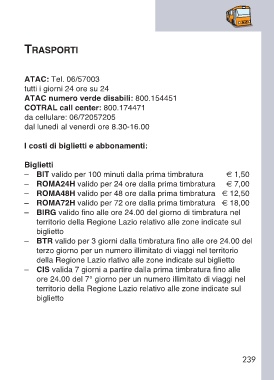 TRASPORTI
ATAC: Tel. 06/57003
tutti i giorni 24 ore su 24
ATAC numero verde disabili: 800.154451
COTRAL call center: 800.174471
da cellulare: 06/72057205
dal lunedì al venerdì ore 8.30-16.00
I costi di biglietti e abbonamenti:
Biglietti
– BIT valido per 100 minuti dalla prima timbratura € 1,50
– ROMA24H valido per 24 ore dalla prima timbratura € 7,00
– ROMA48H valido per 48 ore dalla prima timbratura € 12,50
– ROMA72H valido per 72 ore dalla prima timbratura € 18,00
– BIRG valido fino alle ore 24.00 del giorno di timbratura nel
territorio della Regione Lazio relativo alle zone indicate sul
biglietto
– BTR valido per 3 giorni dalla timbratura fino alle ore 24.00 del
terzo giorno per un numero illimitato di viaggi nel territorio
della Regione Lazio rlativo alle zone indicate sul biglietto
– CIS valida 7 giorni a partire dalla prima timbratura fino alle
ore 24.00 del 7° giorno per un numero illimitato di viaggi nel
territorio della Regione Lazio relativo alle zone indicate sul
biglietto
239